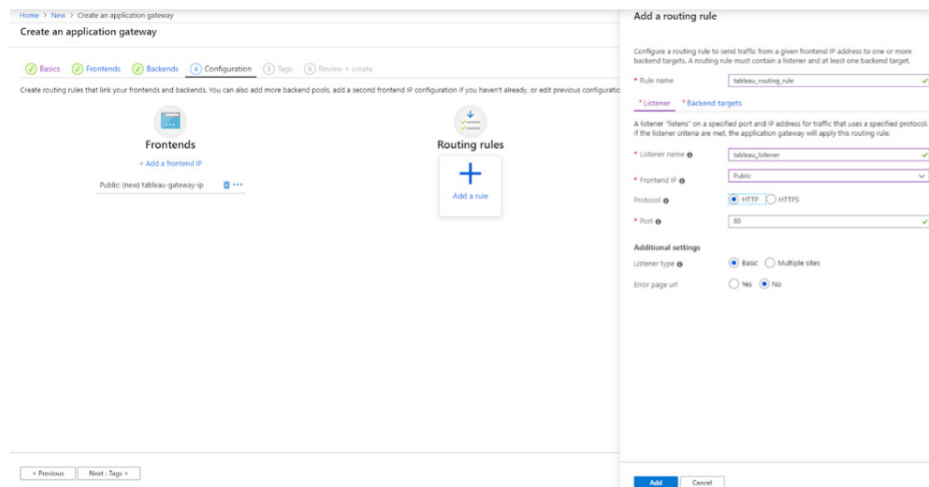 Home > New > Create an application gateway
Create an application gateway
Basics
Frontends
Backends
4 Configuration
5 Tags
6 Review + create
Create routing rules that link your frontends and backends. You can also add more backend pools, add a second frontend IP configuration if you haven't already, or edit previous configuratio
Frontends
+ Add a frontend IP
Public: (new) tableau-gateway-ip
Routing rules
Add a rule
< Previous
Next : Tags >
Add a routing rule
Configure a routing rule to send traffic from a given frontend IP address to one or more
backend targets. A routing rule must contain a listener and at least one backend target.
* Rule name
tableau_routing_rule
* Listener
* Backend targets
A listener "listens" on a specified port and IP address for traffic that uses a specified protocol.
If the listener criteria are met, the application gateway will apply this routing rule.
* Listener name
tableau_listener
* Frontend IP
Public
Protocol
HTTP
HTTPS
* Port
80
Additional settings
Listener type
Basic
Multiple sites
Error page url
Yes
No
Add
Cancel